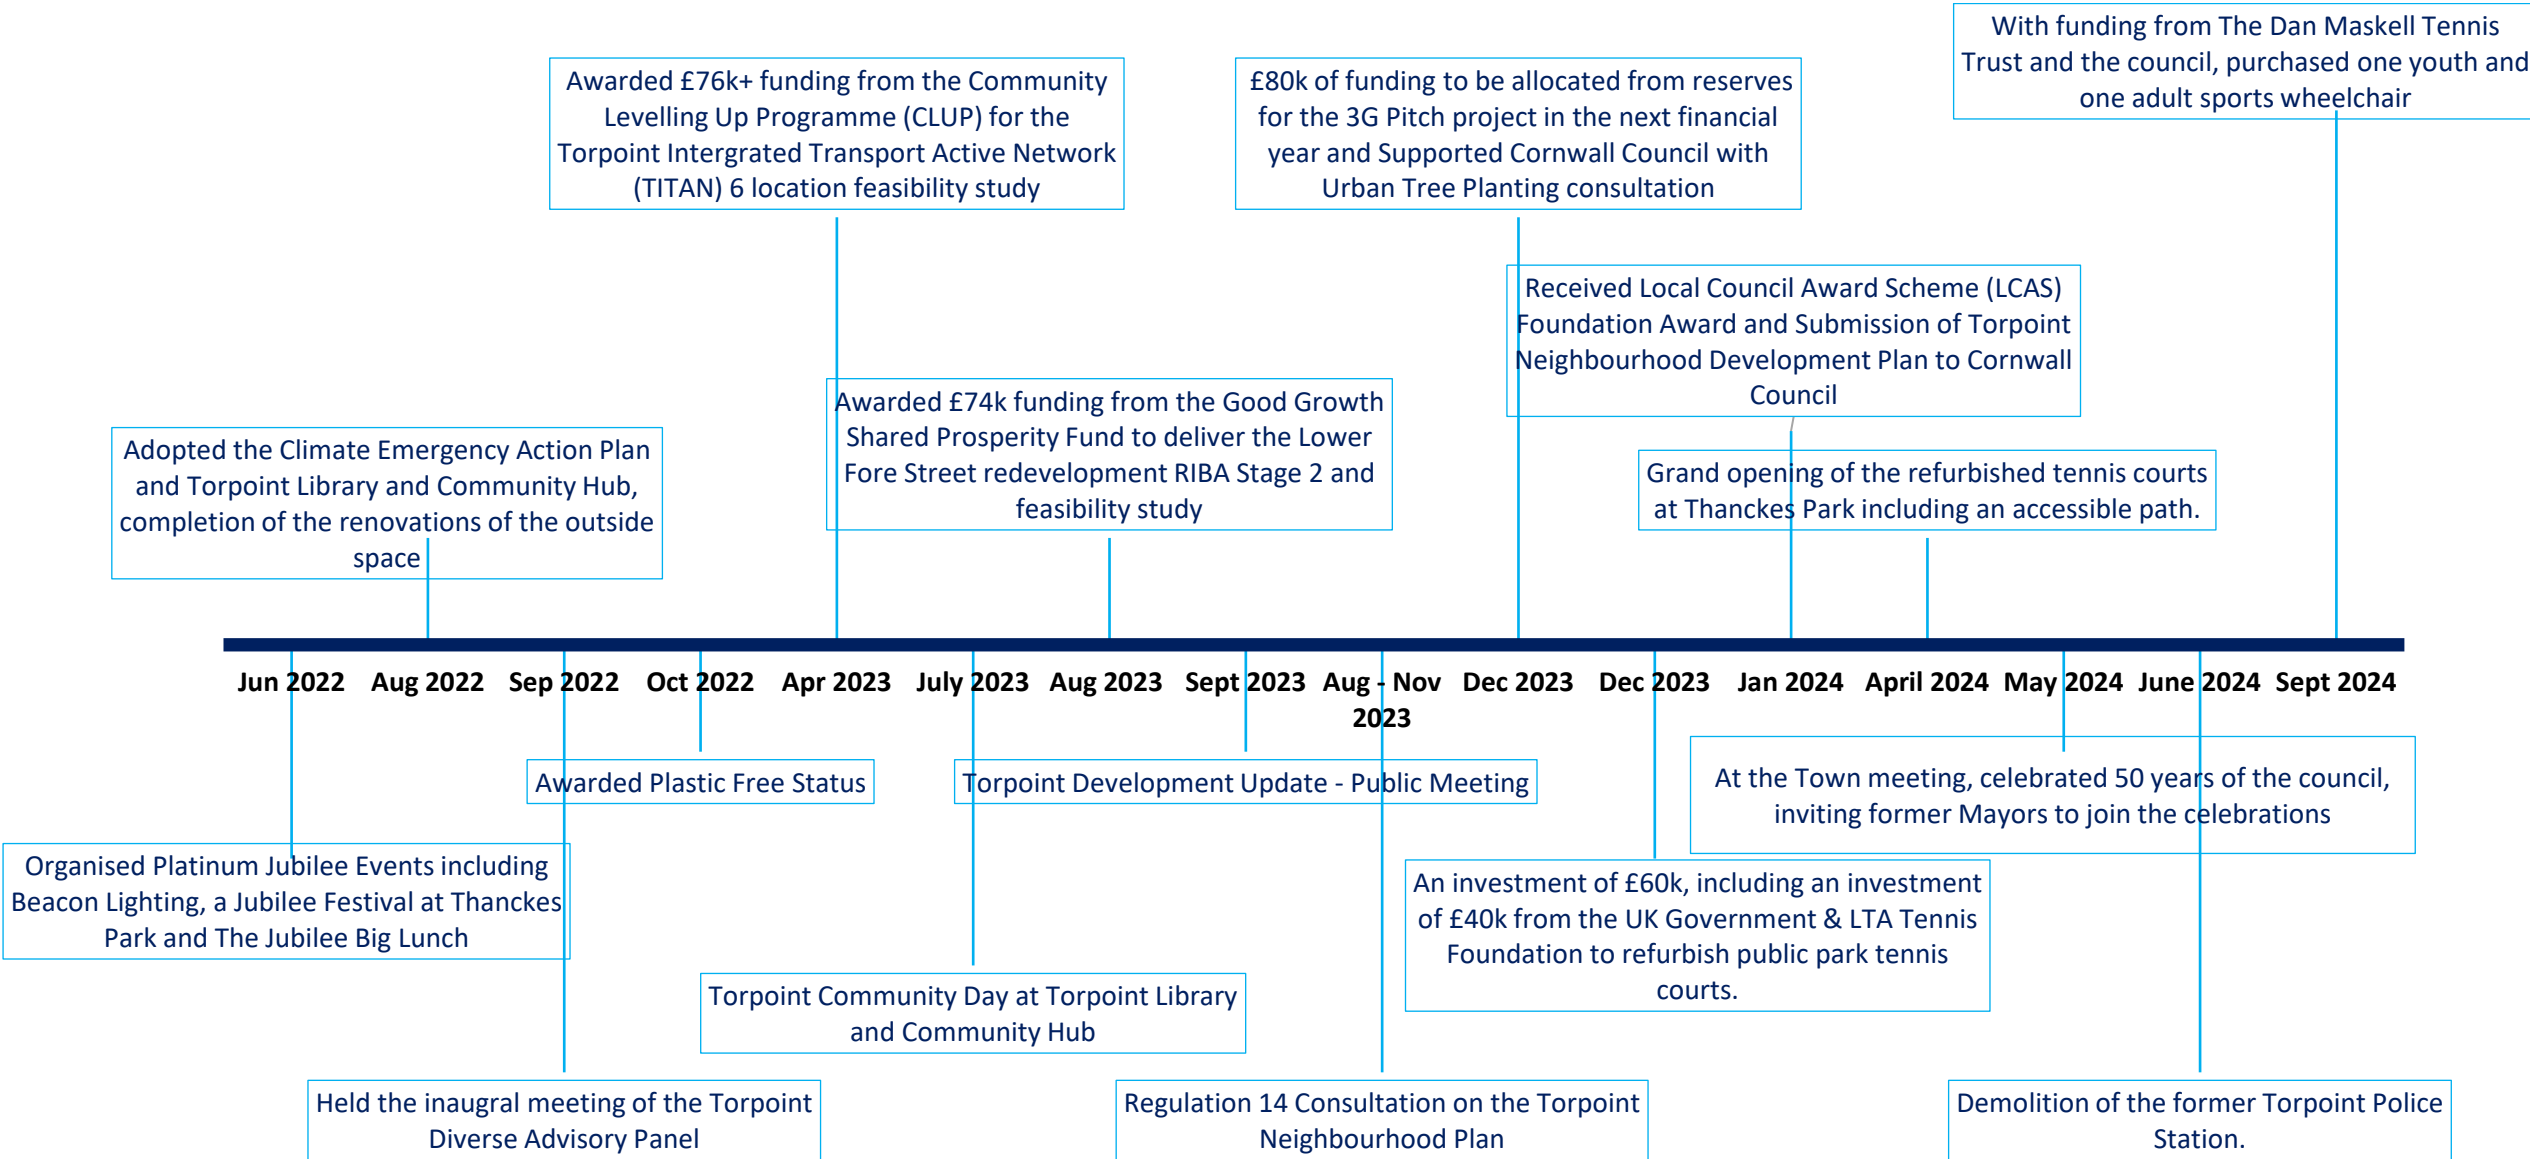 With funding from The Dan Maskell Tennis
Trust and the council, purchased one youth and
one adult sports wheelchair
Awarded £76k+ funding from the Community
Levelling Up Programme (CLUP) for the
Torpoint Intergrated Transport Active Network
(TITAN) 6 location feasibility study
£80k of funding to be allocated from reserves
for the 3G Pitch project in the next financial
year and Supported Cornwall Council with
Urban Tree Planting consultation
Received Local Council Award Scheme (LCAS)
Foundation Award and Submission of Torpoint
Neighbourhood Development Plan to Cornwall
Council
Awarded £74k funding from the Good Growth
Shared Prosperity Fund to deliver the Lower
Fore Street redevelopment RIBA Stage 2 and
feasibility study
Adopted the Climate Emergency Action Plan
and Torpoint Library and Community Hub,
completion of the renovations of the outside
space
Grand opening of the refurbished tennis courts
at Thanckes Park including an accessible path.
Jun 2022
Aug 2022
Sep 2022
Oct 2022
Apr 2023
July 2023
Aug 2023
Sept 2023
Aug - Nov
2023
Dec 2023
Dec 2023
Jan 2024
April 2024
May 2024
June 2024
Sept 2024
Awarded Plastic Free Status
Torpoint Development Update - Public Meeting
At the Town meeting, celebrated 50 years of the council,
inviting former Mayors to join the celebrations
Organised Platinum Jubilee Events including
Beacon Lighting, a Jubilee Festival at Thanckes
Park and The Jubilee Big Lunch
An investment of £60k, including an investment
of £40k from the UK Government & LTA Tennis
Foundation to refurbish public park tennis
courts.
Torpoint Community Day at Torpoint Library
and Community Hub
Held the inaugral meeting of the Torpoint
Diverse Advisory Panel
Regulation 14 Consultation on the Torpoint
Neighbourhood Plan
Demolition of the former Torpoint Police
Station.